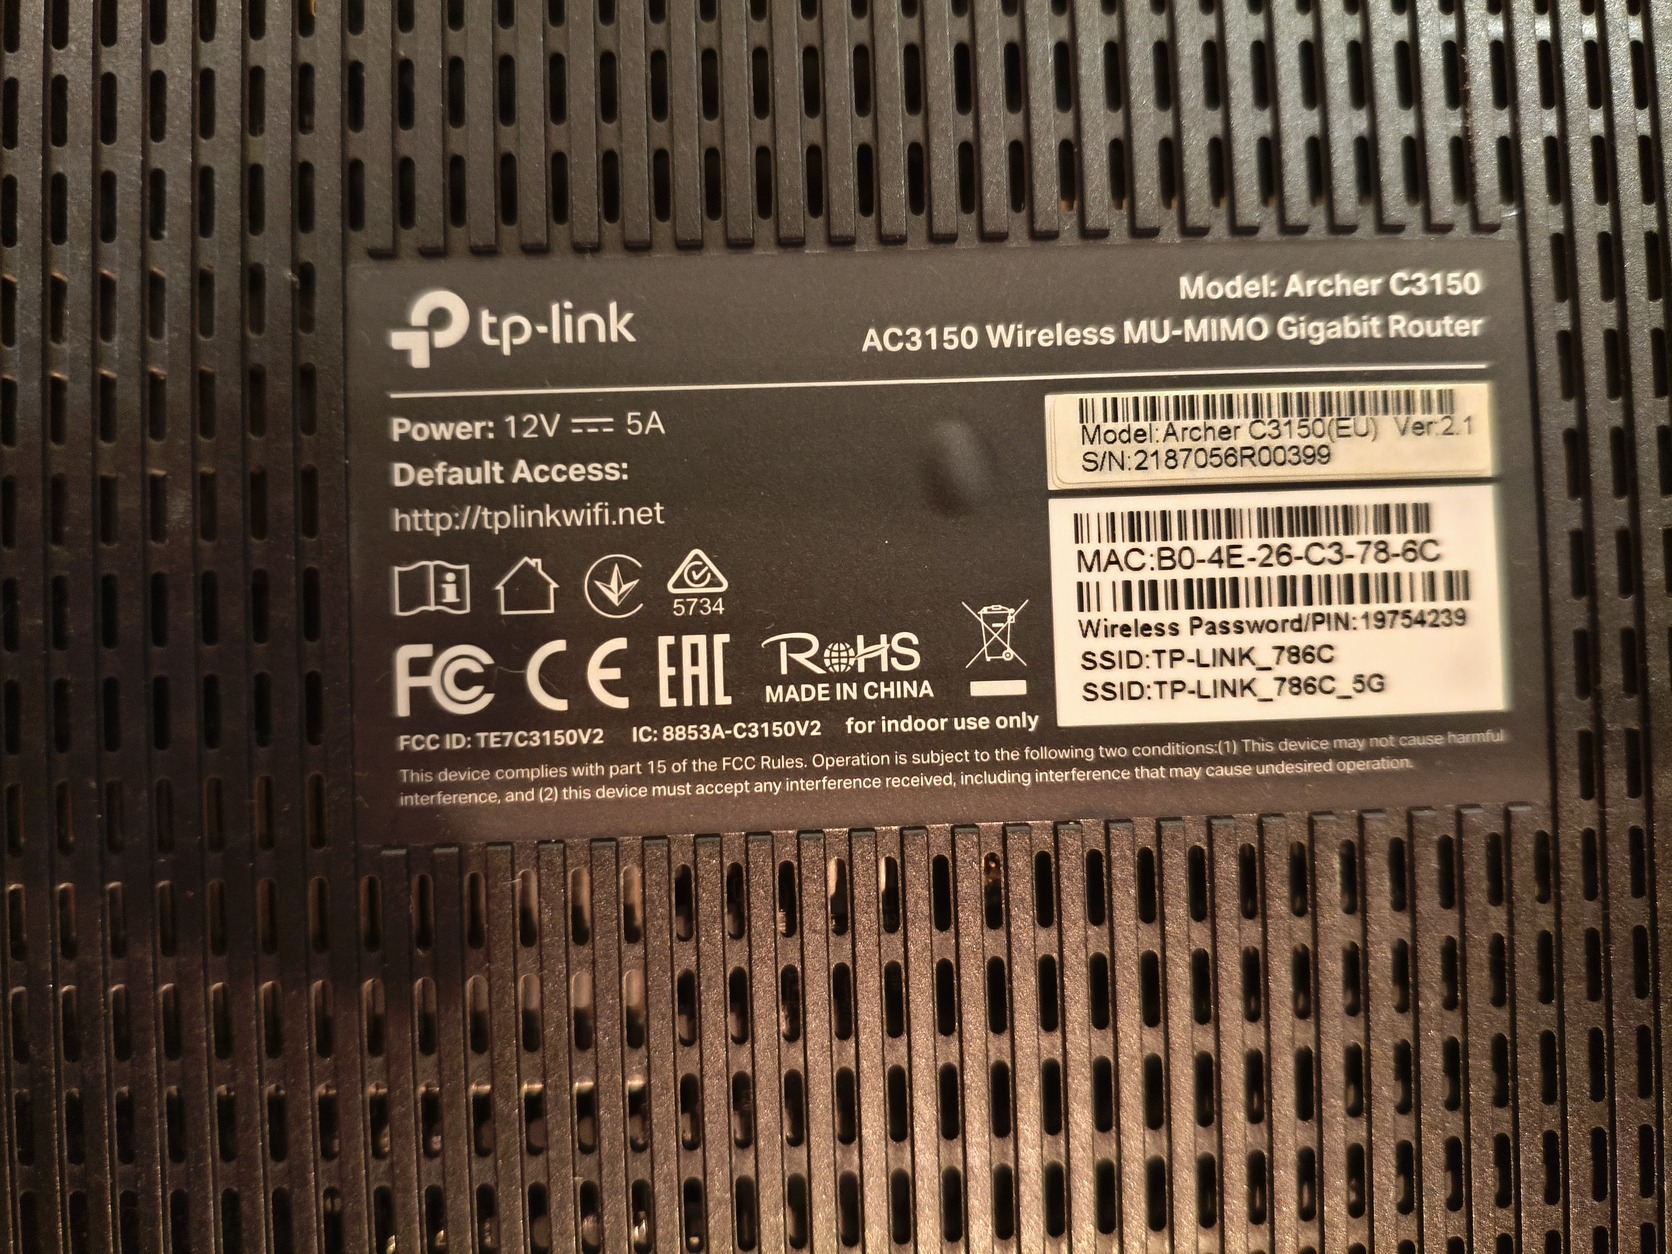 tp-link
Model: Archer C3150
AC3150 Wireless MU-MIMO Gigabit Router
Power: 12V ⎓ 5A
Default Access:
http://tplinkwifi.net
Model:Archer C3150(EU) Ver:2.1
S/N:2187056R00399
MAC:B0-4E-26-C3-78-6C
Wireless Password/PIN:19754239
SSID:TP-LINK_786C
SSID:TP-LINK_786C_5G
5734
FC CE EAC RoHS
MADE IN CHINA
FCC ID: TE7C3150V2 IC: 8853A-C3150V2 for indoor use only
This device complies with part 15 of the FCC Rules. Operation is subject to the following two conditions:(1) This device may not cause harmful
interference, and (2) this device must accept any interference received, including interference that may cause undesired operation.